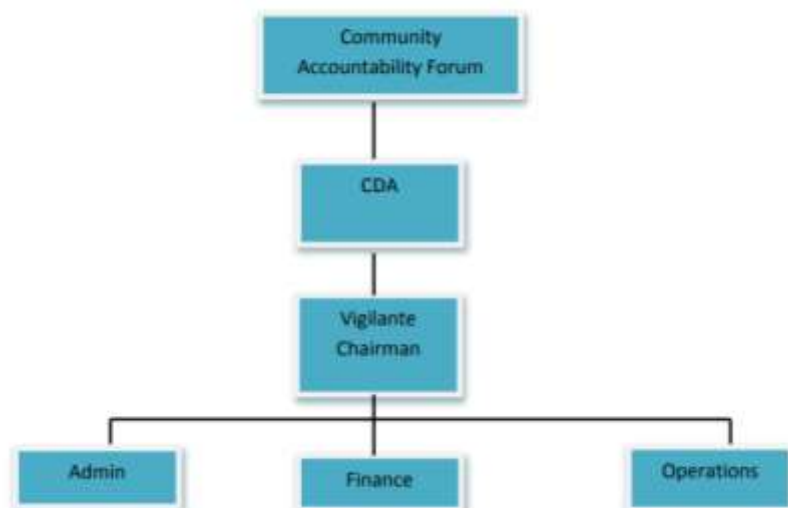 Community
Accountability Forum
CDA
Vigilante
Chairman
Admin
Finance
Operations